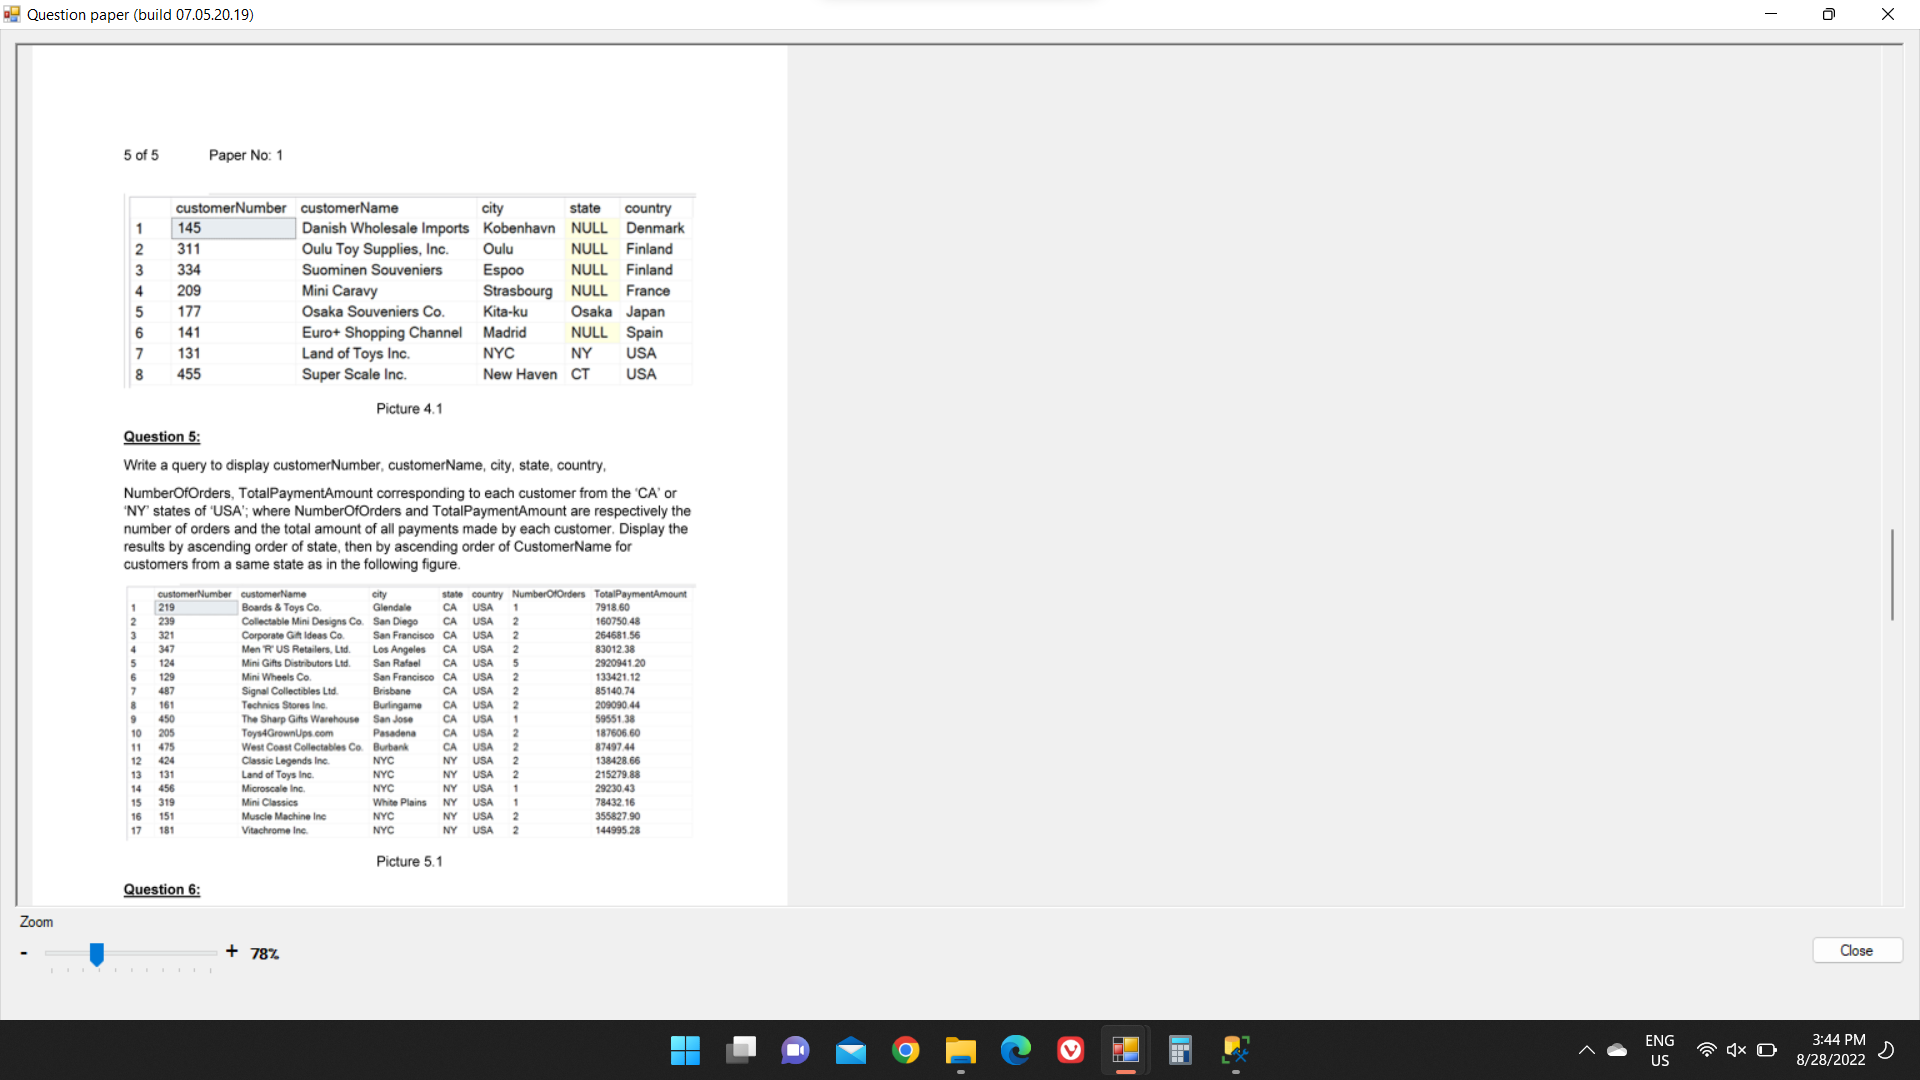 Question paper (build 07.05.20.19)
5 of 5 Paper No: 1
customerNumber customerName city state country
1 145 Danish Wholesale Imports Kobenhavn NULL Denmark
2 311 Oulu Toy Supplies, Inc. Oulu NULL Finland
3 334 Suominen Souveniers Espoo NULL Finland
4 209 Mini Caravy Strasbourg NULL France
5 177 Osaka Souveniers Co. Kita-ku Osaka Japan
6 141 Euro+ Shopping Channel Madrid NULL Spain
7 131 Land of Toys Inc. NYC NY USA
8 455 Super Scale Inc. New Haven CT USA
Picture 4.1
Question 5:
Write a query to display customerNumber, customerName, city, state, country,
NumberOfOrders, TotalPaymentAmount corresponding to each customer from the ‘CA’ or
‘NY’ states of ‘USA’; where NumberOfOrders and TotalPaymentAmount are respectively the
number of orders and the total amount of all payments made by each customer. Display the
results by ascending order of state, then by ascending order of CustomerName for
customers from a same state as in the following figure.
customerNumber customerName city state country NumberOfOrders TotalPaymentAmount
1 219 Boards & Toys Co. Glendale CA USA 1 7918.60
2 239 Collectable Mini Designs Co. San Diego CA USA 2 160750.48
3 321 Corporate Gift Ideas Co. San Francisco CA USA 2 264681.56
4 347 Men 'R' US Retailers, Ltd. Los Angeles CA USA 2 83012.38
5 124 Mini Gifts Distributors Ltd. San Rafael CA USA 5 2920941.20
6 129 Mini Wheels Co. San Francisco CA USA 2 133421.12
7 487 Signal Collectibles Ltd. Brisbane CA USA 2 85140.74
8 161 Technics Stores Inc. Burlingame CA USA 2 209090.44
9 450 The Sharp Gifts Warehouse San Jose CA USA 1 59551.38
10 205 Toys4GrownUps.com Pasadena CA USA 2 187606.60
11 475 West Coast Collectables Co. Burbank CA USA 2 87497.44
12 424 Classic Legends Inc. NYC NY USA 2 138428.66
13 131 Land of Toys Inc. NYC NY USA 2 215279.88
14 456 Microscale Inc. NYC NY USA 1 29230.43
15 319 Mini Classics White Plains NY USA 1 78432.16
16 151 Muscle Machine Inc NYC NY USA 2 355827.90
17 181 Vitachrome Inc. NYC NY USA 2 144995.28
Picture 5.1
Question 6:
Zoom
- + 78%
Close
ENG
US
3:44 PM
8/28/2022